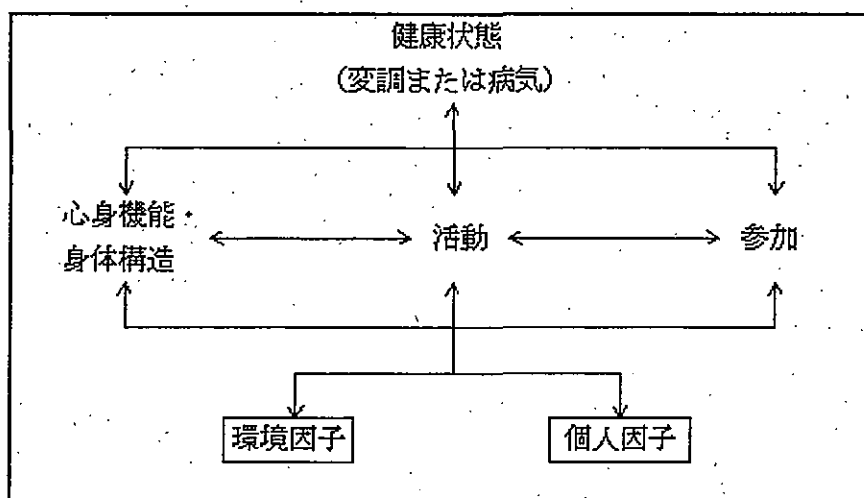 健康状態
(変調または病気)
心身機能・
身体構造
活動
参加
環境因子
個人因子